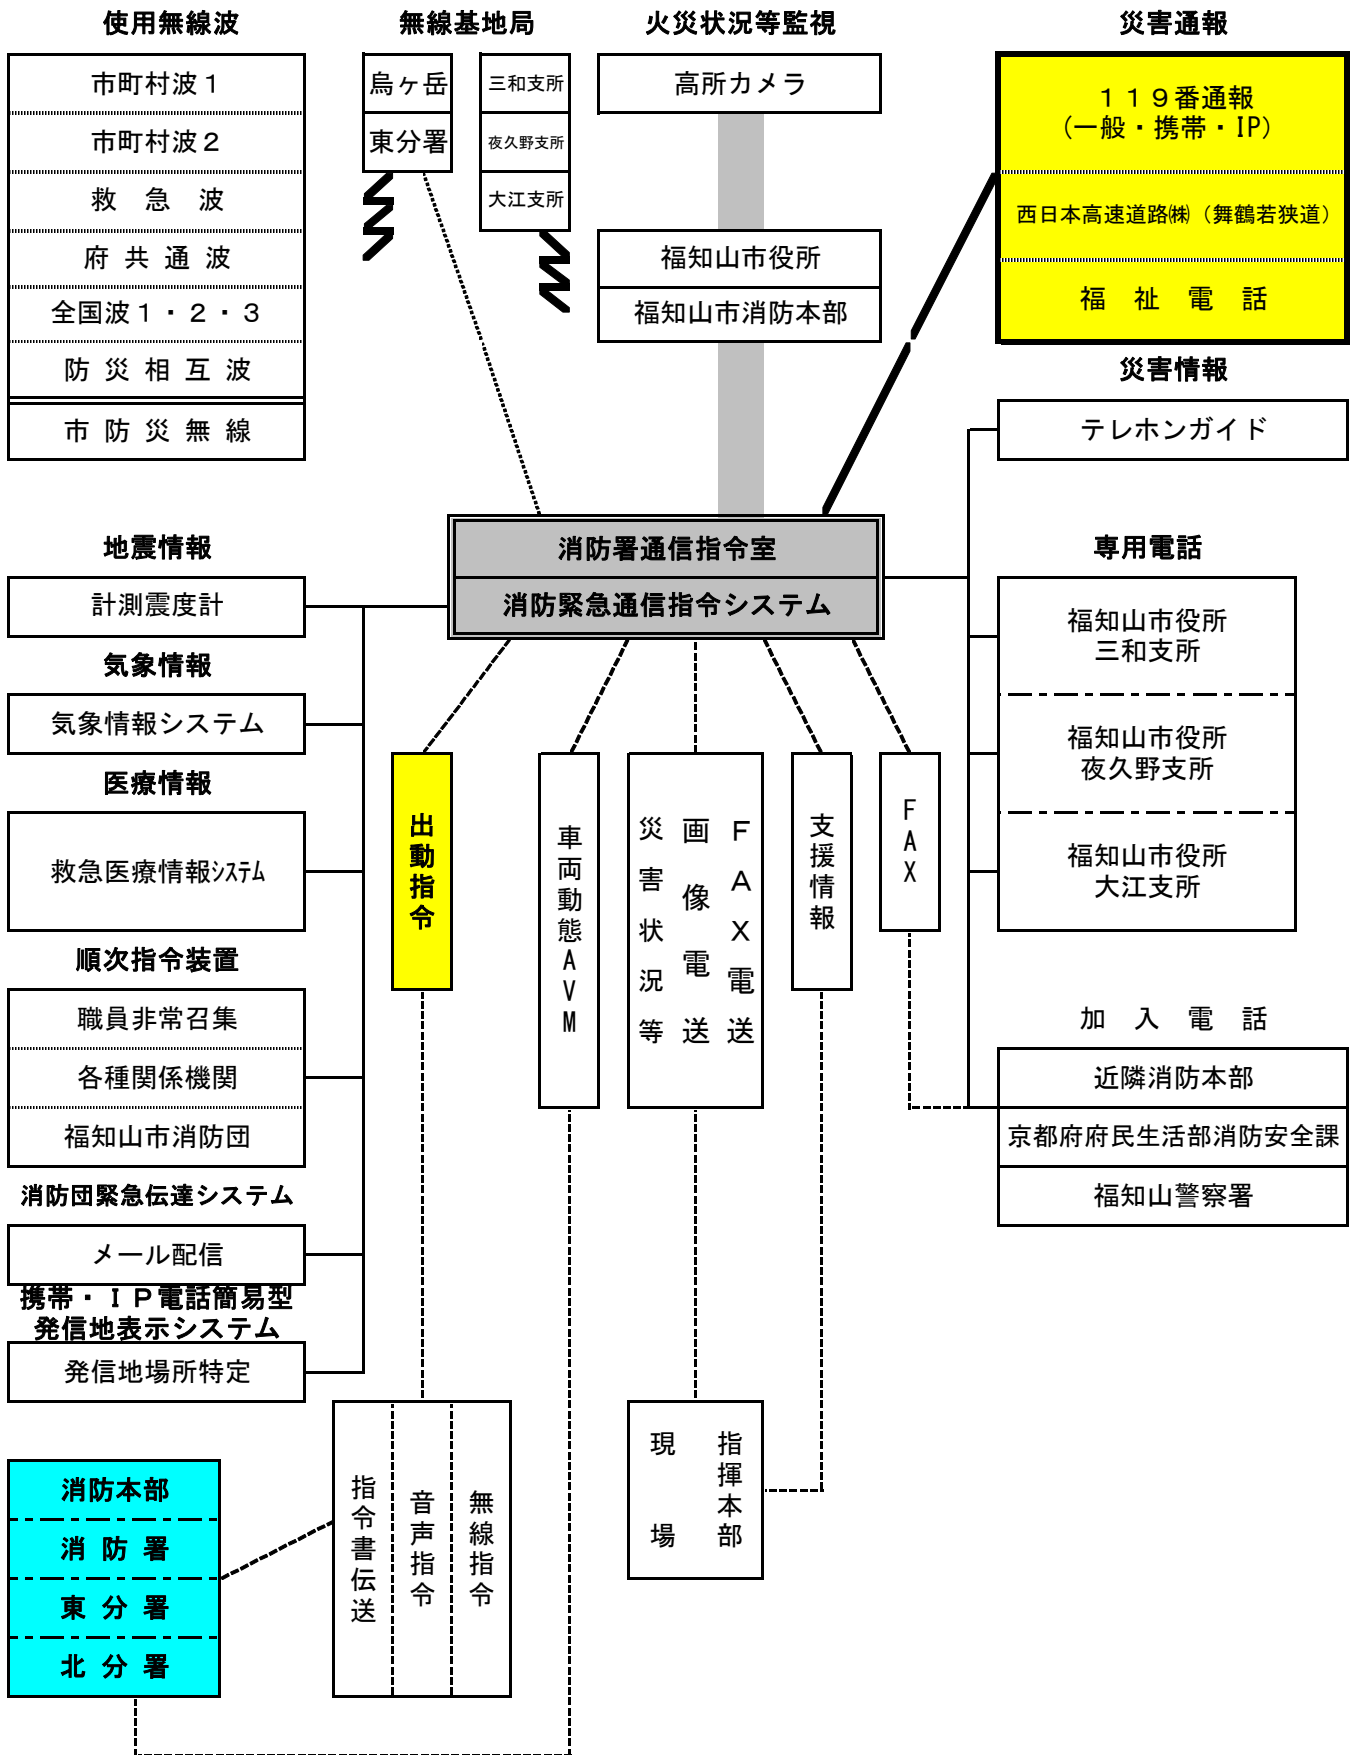 使用無線波
市町村波１
市町村波２
救　急　波
府 共 通 波
全国波１・２・３
防 災 相 互 波
市 防 災 無 線
無線基地局
烏ヶ岳
東分署
三和支所
夜久野支所
大江支所
火災状況等監視
高所カメラ
福知山市役所
福知山市消防本部
災害通報
１１９番通報
（一般・携帯・IP）
西日本高速道路㈱（舞鶴若狭道）
福　祉　電　話
災害情報
テレホンガイド
消防署通信指令室
消防緊急通信指令システム
地震情報
計測震度計
気象情報
気象情報システム
医療情報
救急医療情報ｼｽﾃﾑ
順次指令装置
職員非常召集
各種関係機関
福知山市消防団
消防団緊急伝達システム
メール配信
携帯・ＩＰ電話簡易型
発信地表示システム
発信地場所特定
専用電話
福知山市役所
三和支所
福知山市役所
夜久野支所
福知山市役所
大江支所
加　入　電　話
近隣消防本部
京都府府民生活部消防安全課
福知山警察署
出動指令
車両動態AVM
ＦＡＸ電送
画像電送
災害状況等
支援情報
FAX
消防本部
消 防 署
東 分 署
北 分 署
無線指令
音声指令
指令書伝送
指揮本部
現場